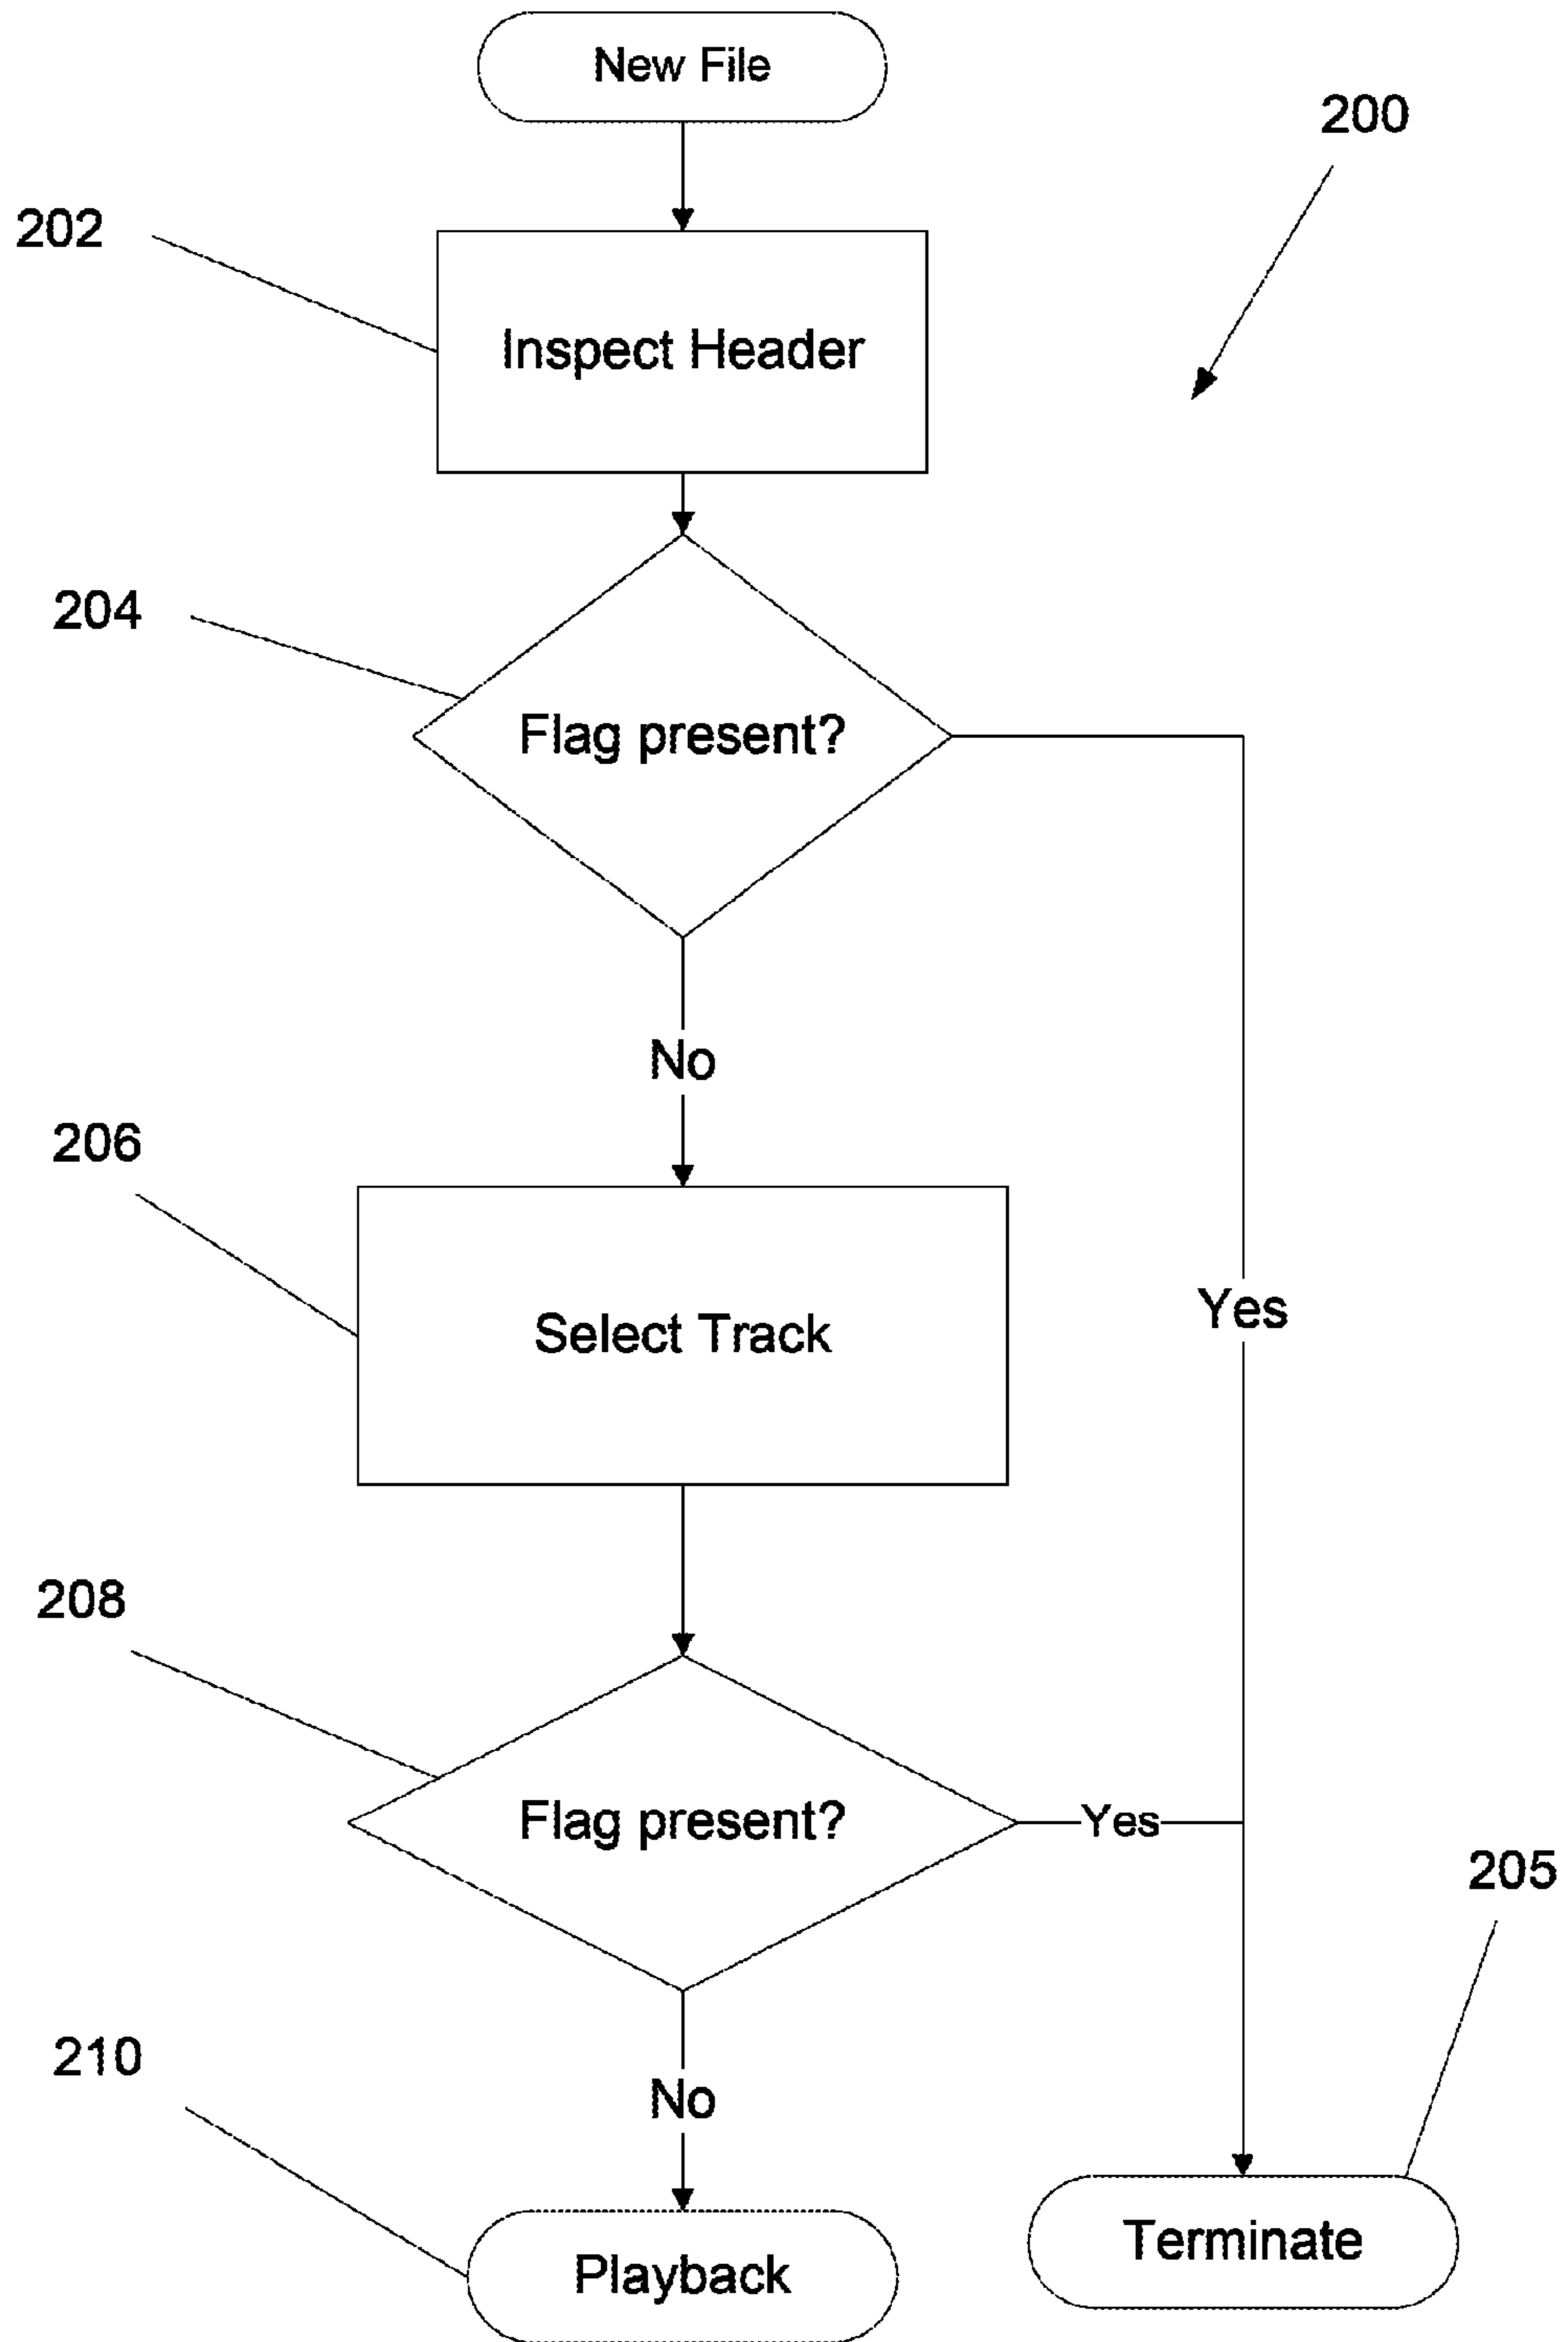 New File
200
202
Inspect Header
204
Flag present?
No
206
Yes
Select Track
208
Flag present?
Yes
205
210
No
Terminate
Playback